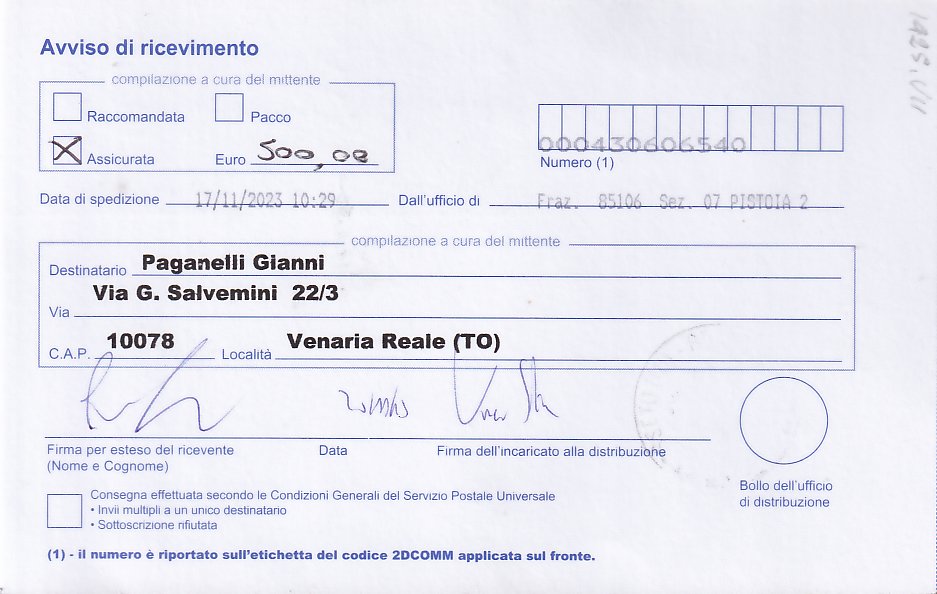 Avviso di ricevimento
compilazione a cura del mittente
Raccomandata Pacco
X Assicurata Euro 500,00
000430606540
Numero (1)
Data di spedizione 17/11/2023 10:29 Dall'ufficio di Fraz. 85106 Sez. 07 PISTOIA 2
compilazione a cura del mittente
Destinatario Paganelli Gianni
Via G. Salvemini 22/3
Via
C.A.P. 10078 Località Venaria Reale (TO)
Firma per esteso del ricevente Data Firma dell'incaricato alla distribuzione
(Nome e Cognome)
Bollo dell'ufficio
di distribuzione
Consegna effettuata secondo le Condizioni Generali del Servizio Postale Universale
• Invii multipli a un unico destinatario
• Sottoscrizione rifiutata
(1) - il numero è riportato sull'etichetta del codice 2DCOMM applicata sul fronte.